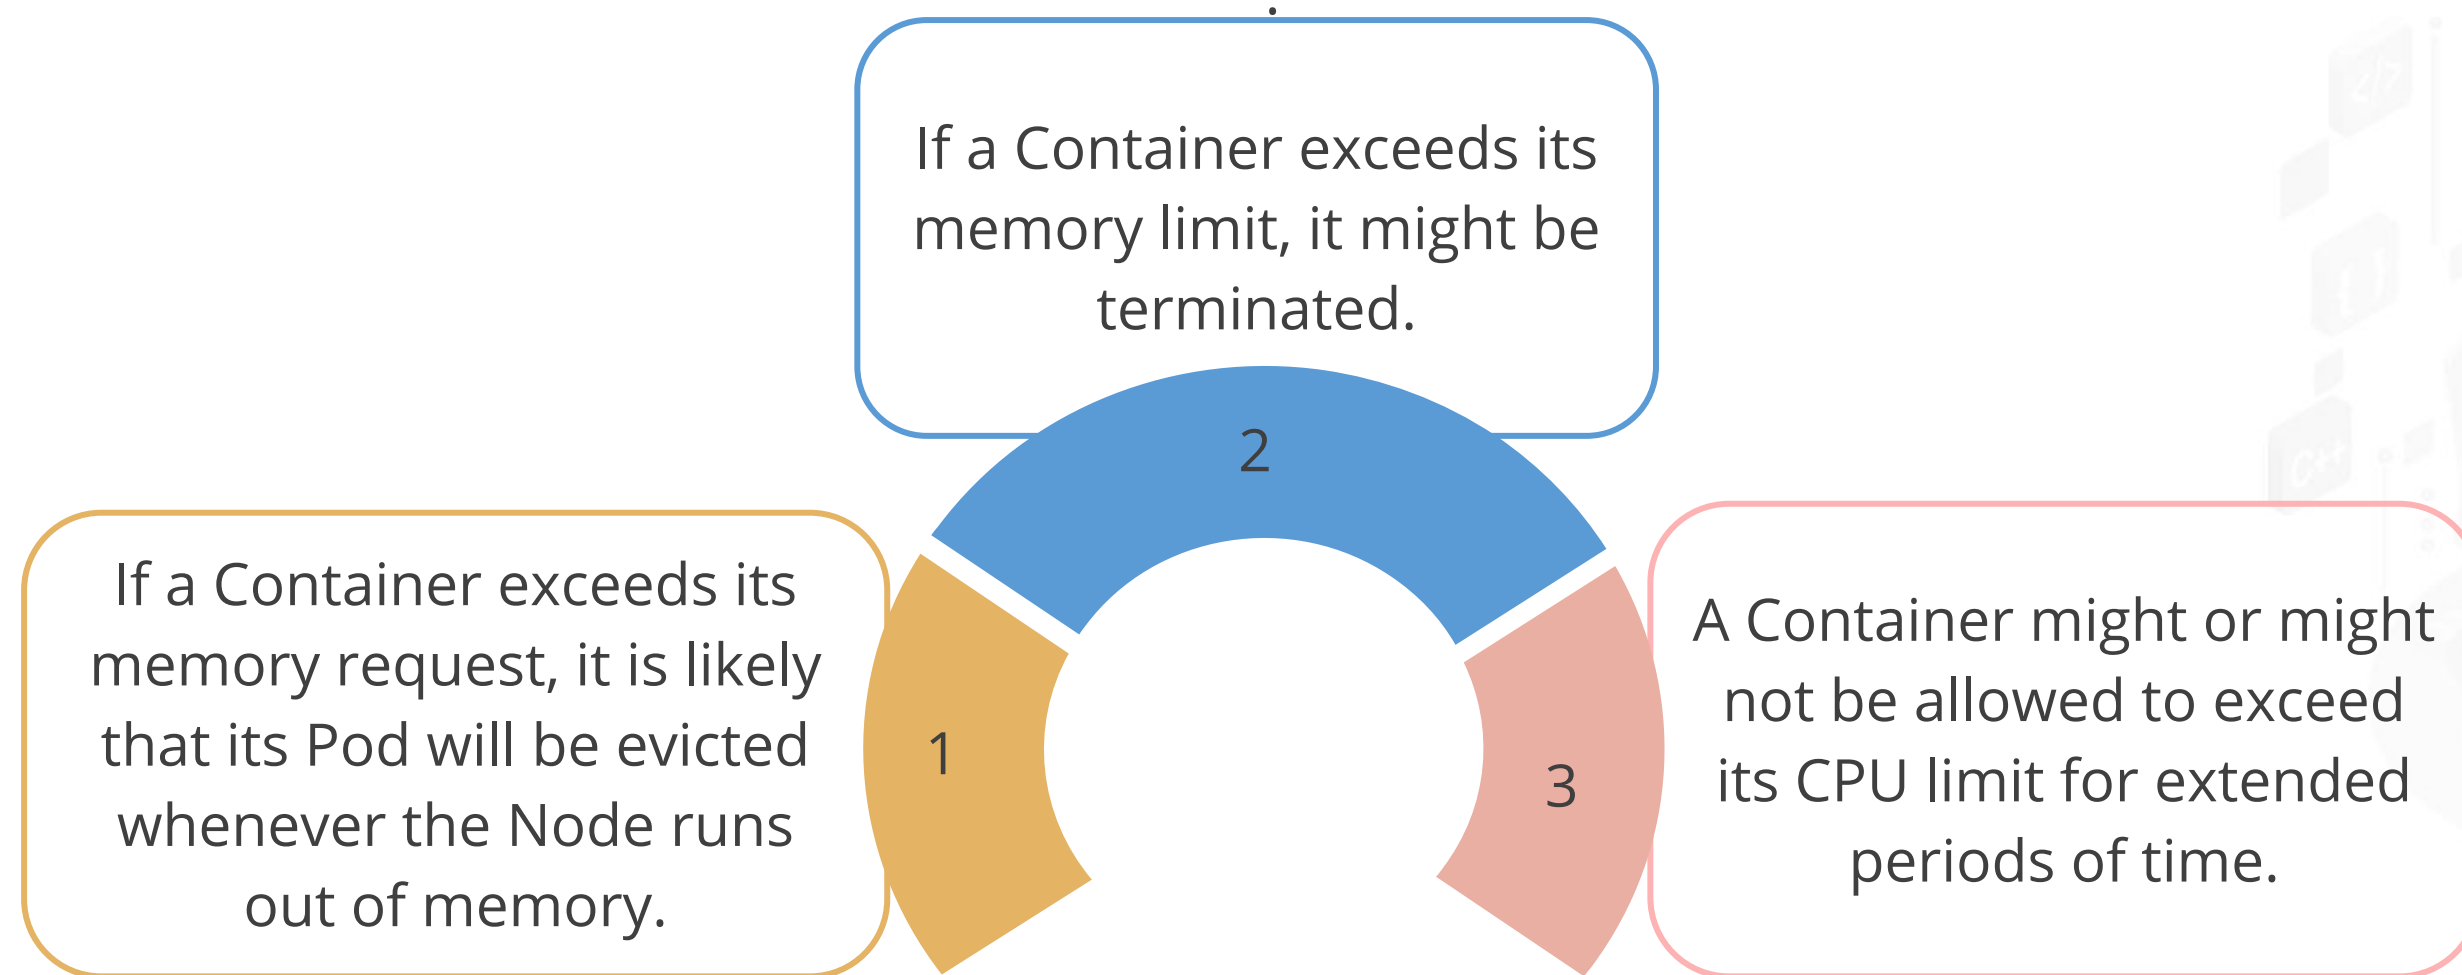 .
If a Container exceeds its
memory limit, it might be
terminated.
2
If a Container exceeds its
memory request, it is likely
that its Pod will be evicted
whenever the Node runs
out of memory.
1
3
A Container might or might
not be allowed to exceed
its CPU limit for extended
periods of time.
</>
{ }
C++